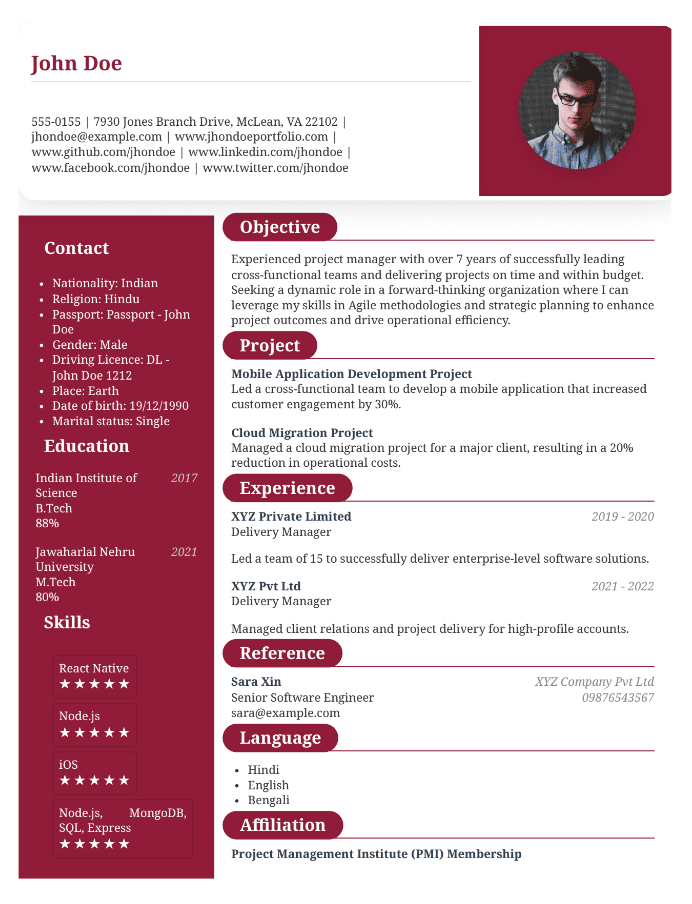 John Doe
555-0155 | 7930 Jones Branch Drive, McLean, VA 22102 |
jhondoe@example.com | www.jhondoeportfolio.com |
www.github.com/jhondoe | www.linkedin.com/jhondoe |
www.facebook.com/jhondoe | www.twitter.com/jhondoe
Contact
• Nationality: Indian
• Religion: Hindu
• Passport: Passport - John
Doe
• Gender: Male
• Driving Licence: DL -
John Doe 1212
• Place: Earth
• Date of birth: 19/12/1990
• Marital status: Single
Education
Indian Institute of 2017
Science
B.Tech
88%
Jawaharlal Nehru 2021
University
M.Tech
80%
Skills
React Native
★★★★★
Node.js
★★★★★
iOS
★★★★★
Node.js, MongoDB,
SQL, Express
★★★★★
Objective
Experienced project manager with over 7 years of successfully leading
cross-functional teams and delivering projects on time and within budget.
Seeking a dynamic role in a forward-thinking organization where I can
leverage my skills in Agile methodologies and strategic planning to enhance
project outcomes and drive operational efficiency.
Project
Mobile Application Development Project
Led a cross-functional team to develop a mobile application that increased
customer engagement by 30%.
Cloud Migration Project
Managed a cloud migration project for a major client, resulting in a 20%
reduction in operational costs.
Experience
XYZ Private Limited 2019 - 2020
Delivery Manager
Led a team of 15 to successfully deliver enterprise-level software solutions.
XYZ Pvt Ltd 2021 - 2022
Delivery Manager
Managed client relations and project delivery for high-profile accounts.
Reference
Sara Xin XYZ Company Pvt Ltd
Senior Software Engineer 09876543567
sara@example.com
Language
• Hindi
• English
• Bengali
Affiliation
Project Management Institute (PMI) Membership